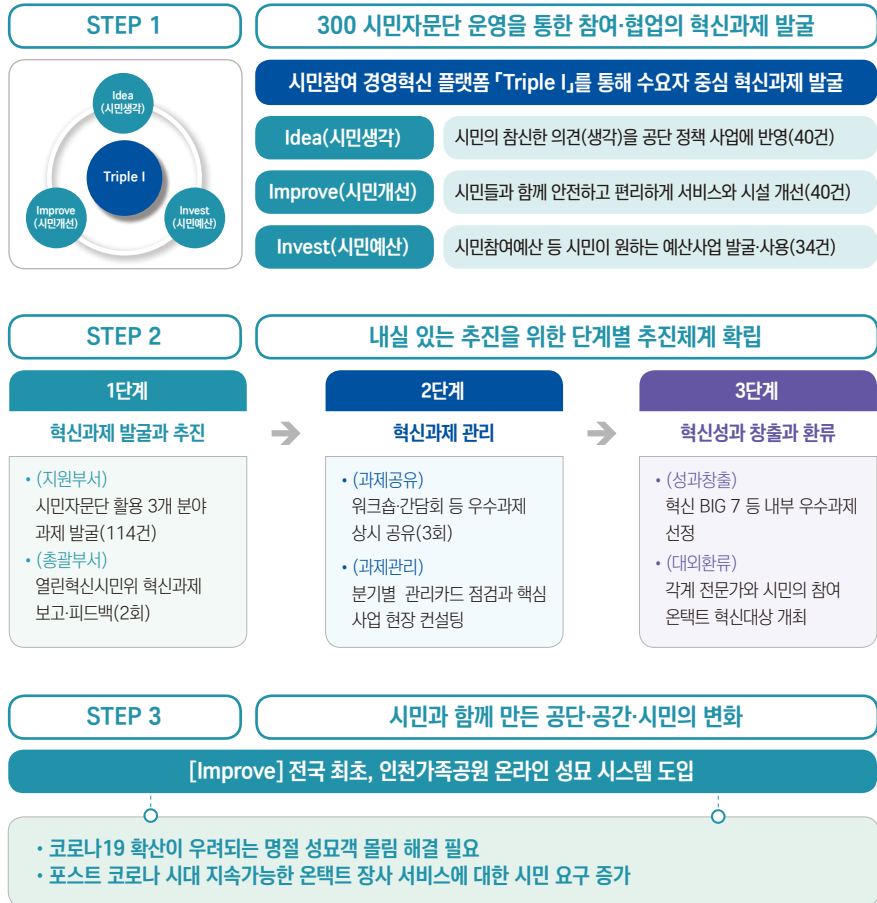 STEP 1
300 시민자문단 운영을 통한 참여·협업의 혁신과제 발굴
Idea
(시민생각)
Triple I
Improve
(시민개선)
Invest
(시민예산)
시민참여 경영혁신 플랫폼 「Triple I」를 통해 수요자 중심 혁신과제 발굴
Idea(시민생각)
시민의 참신한 의견(생각)을 공단 정책 사업에 반영(40건)
Improve(시민개선)
시민들과 함께 안전하고 편리하게 서비스와 시설 개선(40건)
Invest(시민예산)
시민참여예산 등 시민이 원하는 예산사업 발굴·사용(34건)
STEP 2
내실 있는 추진을 위한 단계별 추진체계 확립
1단계
혁신과제 발굴과 추진
• (지원부서)
시민자문단 활용 3개 분야
과제 발굴(114건)
• (총괄부서)
열린혁신시민위 혁신과제
보고·피드백(2회)
2단계
혁신과제 관리
• (과제공유)
워크숍·간담회 등 우수과제
상시 공유(3회)
• (과제관리)
분기별 관리카드 점검과 핵심
사업 현장 컨설팅
3단계
혁신성과 창출과 환류
• (성과창출)
혁신 BIG 7 등 내부 우수과제
선정
• (대외환류)
각계 전문가와 시민의 참여
온택트 혁신대상 개최
STEP 3
시민과 함께 만든 공단·공간·시민의 변화
[Improve] 전국 최초, 인천가족공원 온라인 성묘 시스템 도입
• 코로나19 확산이 우려되는 명절 성묘객 몰림 해결 필요
• 포스트 코로나 시대 지속가능한 온택트 장사 서비스에 대한 시민 요구 증가